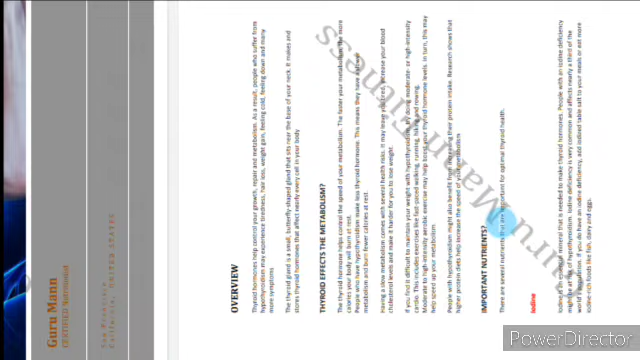 Guru Mann
CERTIFIED Nutritionist
San Francisco
California, UNITED STATES
OVERVIEW
Thyroid hormones help control your growth, repair and metabolism. As a result, people who suffer from
hypothyroidism may experience tiredness, hair loss, weight gain, feeling cold, feeling down and many
more symptoms
The thyroid gland is a small, butterfly-shaped gland that sits near the base of your neck. It makes and
stores thyroid hormones that affect nearly every cell in your body
THYROID EFFECTS THE METABOLISM?
The thyroid hormone helps control the speed of your metabolism. The faster your metabolism, the more
calories your body will burn at rest.
People who have hypothyroidism make less thyroid hormone. This means they have a slower
metabolism and burn fewer calories at rest.
Having a slow metabolism comes with several health risks. It may leave you tired, increase your blood
cholesterol levels and make it harder for you to lose weight.
If you find it difficult to maintain your weight with hypothyroidism, try doing moderate- or high-intensity
cardio. This includes exercises like fast-paced walking, running, hiking and rowing.
Moderate to high-intensity aerobic exercise may help boost your thyroid hormone levels. In turn, this may
help speed up your metabolism.
People with hypothyroidism might also benefit from increasing their protein intake. Research shows that
higher protein diets help increase the speed of your metabolism
IMPORTANT NUTRIENTS?
There are several nutrients that are important for optimal thyroid health.
Iodine
Iodine is an essential mineral that is needed to make thyroid hormones. People with an iodine deficiency
might be at risk of hypothyroidism. Iodine deficiency is very common and affects nearly a third of the
world's population. If you do have an iodine deficiency, add iodized table salt to your meals or eat more
iodine-rich foods like fish, dairy and eggs.
Guru Mann Fitness
PowerDirector